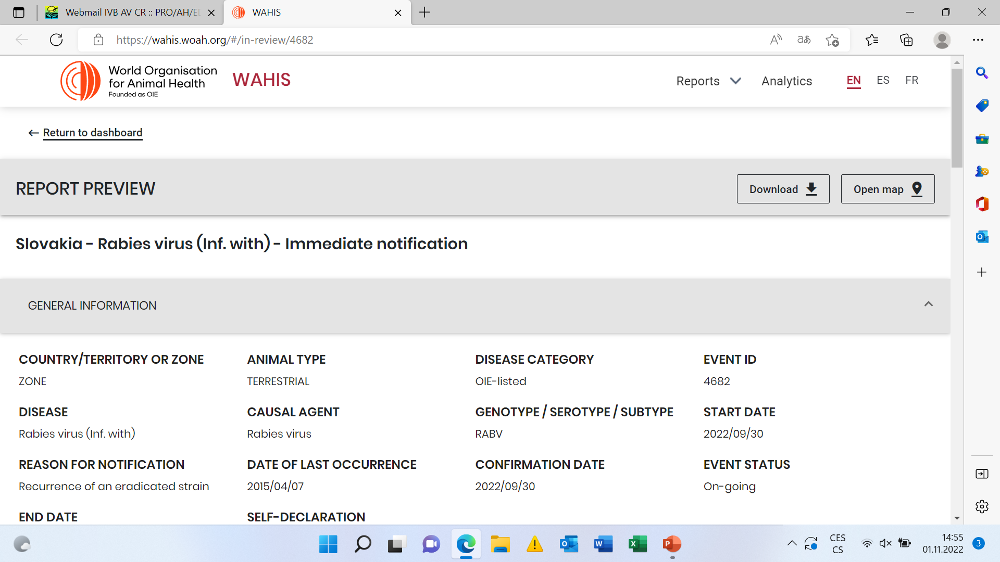 Webmail IVB AV CR :: PRO/AH/ED
WAHIS
https://wahis.woah.org/#/in-review/4682
World Organisation
for Animal Health
Founded as OIE
WAHIS
Reports
Analytics
EN
ES
FR
← Return to dashboard
REPORT PREVIEW
Download
Open map
Slovakia - Rabies virus (Inf. with) - Immediate notification
GENERAL INFORMATION
COUNTRY/TERRITORY OR ZONE
ZONE
ANIMAL TYPE
TERRESTRIAL
DISEASE CATEGORY
OIE-listed
EVENT ID
4682
DISEASE
Rabies virus (Inf. with)
CAUSAL AGENT
Rabies virus
GENOTYPE / SEROTYPE / SUBTYPE
RABV
START DATE
2022/09/30
REASON FOR NOTIFICATION
Recurrence of an eradicated strain
DATE OF LAST OCCURRENCE
2015/04/07
CONFIRMATION DATE
2022/09/30
EVENT STATUS
On-going
END DATE
SELF-DECLARATION
CES
CS
14:55
01.11.2022
3